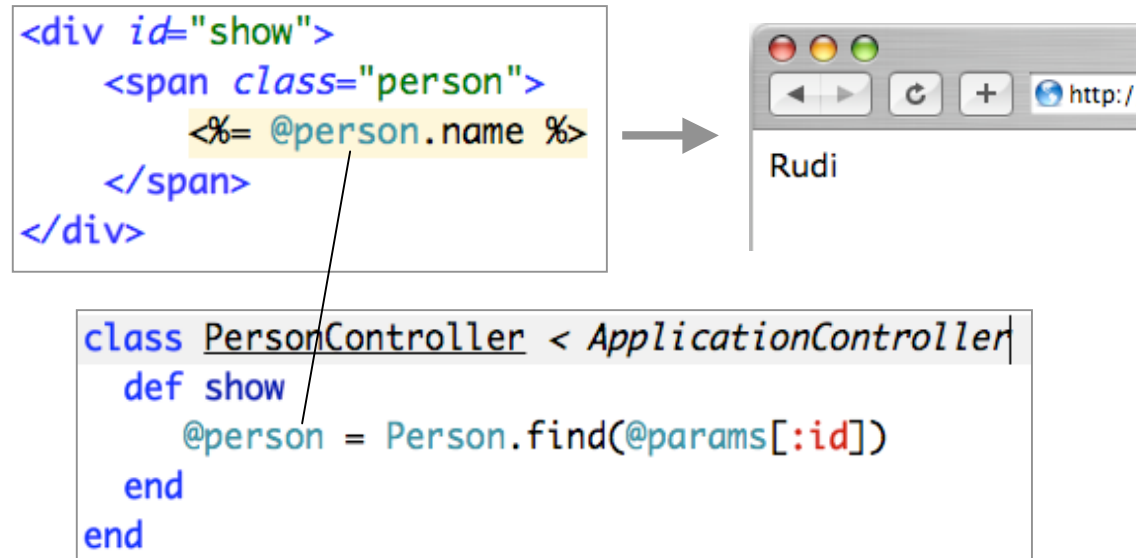 <div id="show">
    <span class="person">
        <%= @person.name %>
    </span>
</div>
http:/
Rudi
class PersonController < ApplicationController
  def show
     @person = Person.find(@params[:id])
  end
end